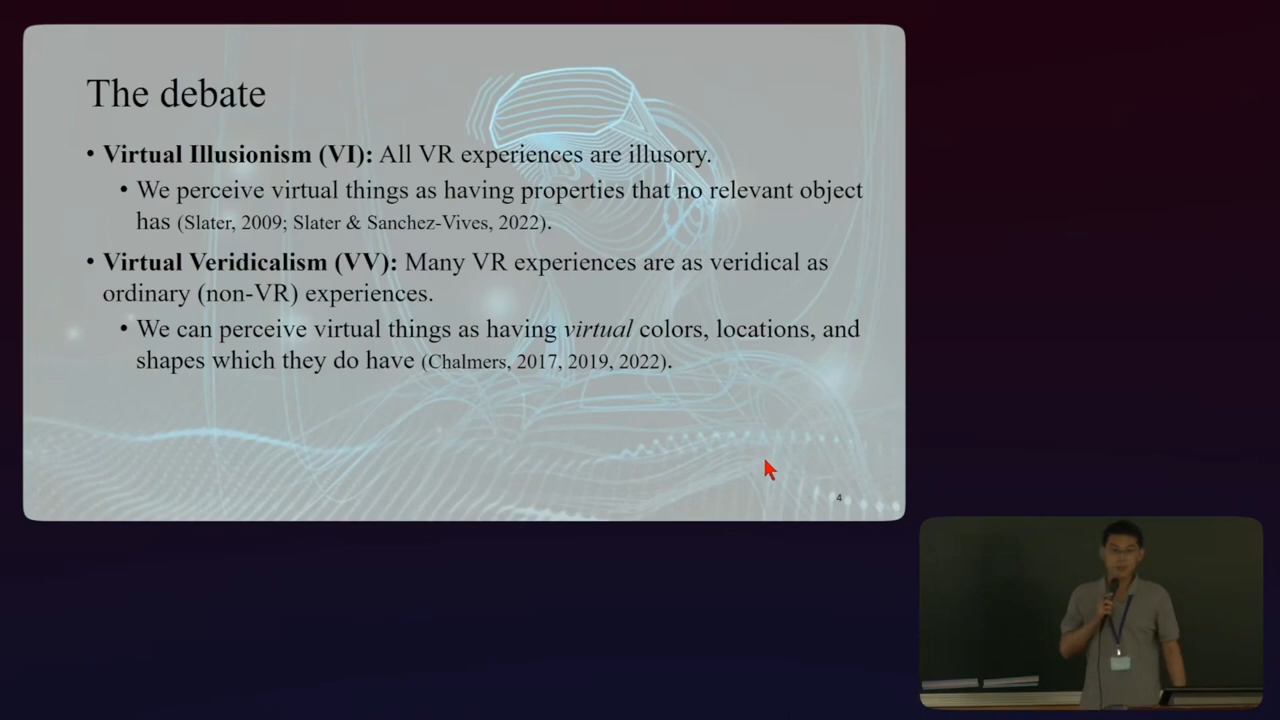 The debate
• Virtual Illusionism (VI): All VR experiences are illusory.
• We perceive virtual things as having properties that no relevant object
has (Slater, 2009; Slater & Sanchez-Vives, 2022).
• Virtual Veridicalism (VV): Many VR experiences are as veridical as
ordinary (non-VR) experiences.
• We can perceive virtual things as having virtual colors, locations, and
shapes which they do have (Chalmers, 2017, 2019, 2022).
4